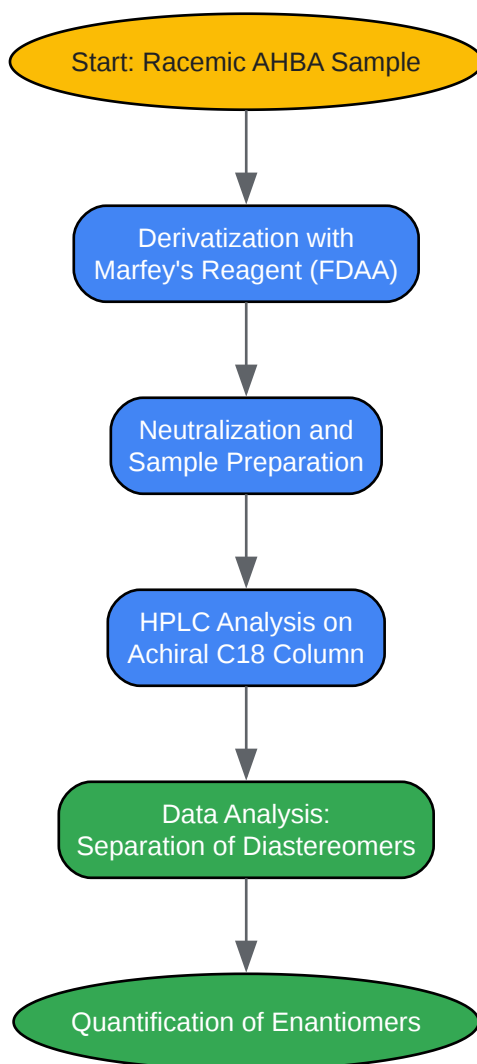 Start: Racemic AHBA Sample
Derivatization with
Marfey's Reagent (FDAA)
Neutralization and
Sample Preparation
HPLC Analysis on
Achiral C18 Column
Data Analysis:
Separation of Diastereomers
Quantification of Enantiomers